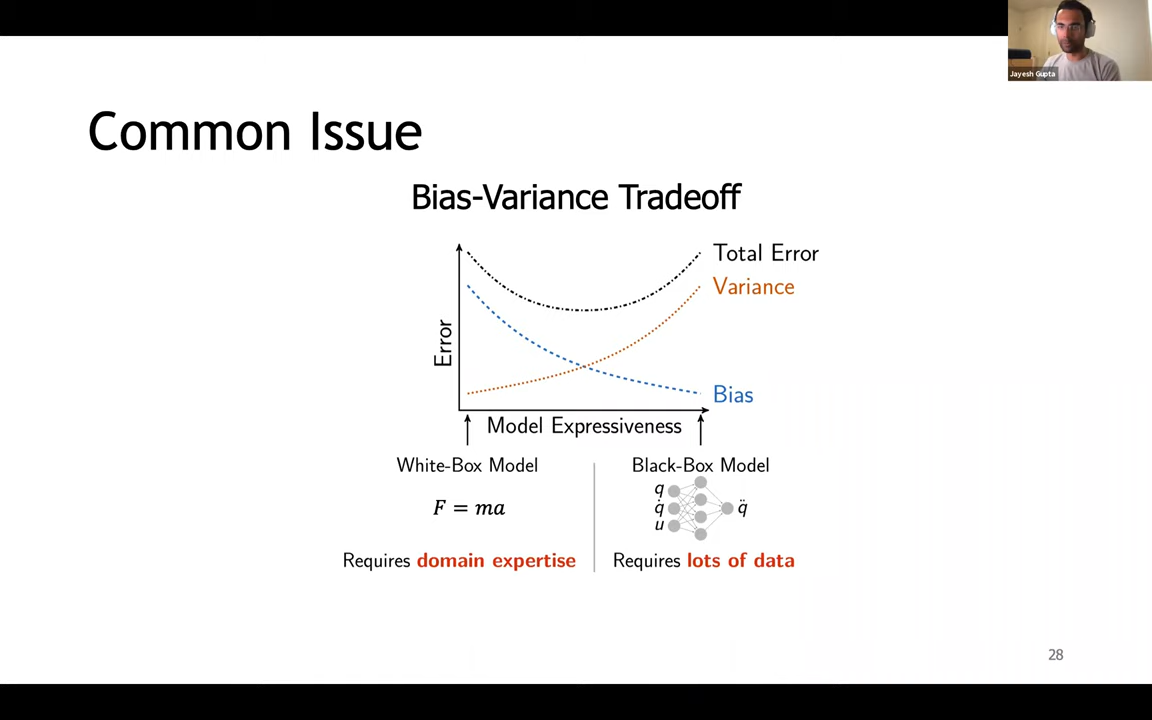 Jayesh Gupta
Common Issue
Bias-Variance Tradeoff
Total Error
Variance
Error
Bias
Model Expressiveness
White-Box Model
F = ma
Requires domain expertise
Black-Box Model
q
q̇
u
q̈
Requires lots of data
28